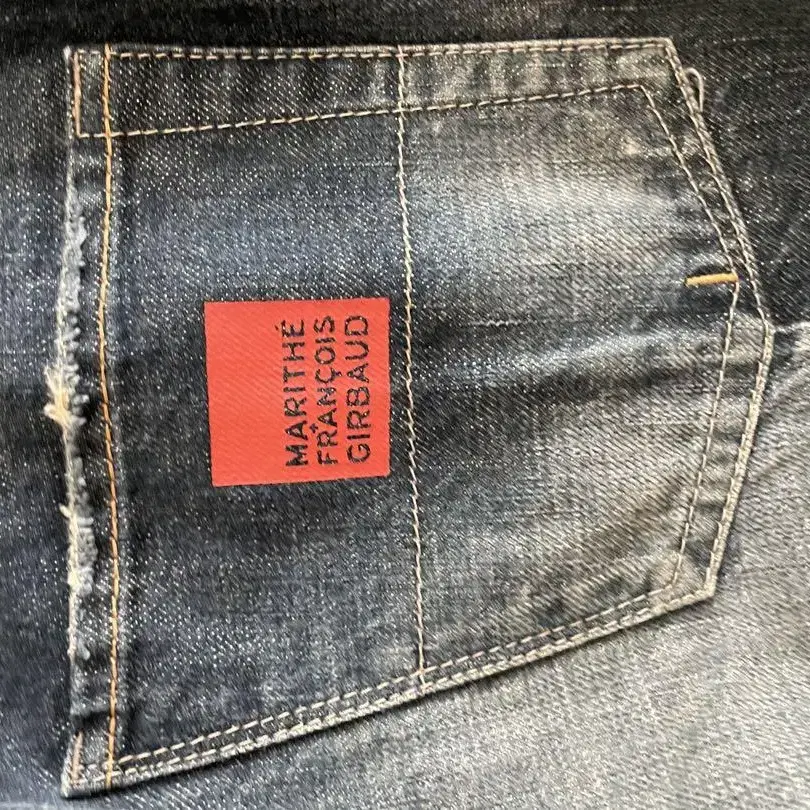 MARITHÉ
+
FRANÇOIS
GIRBAUD